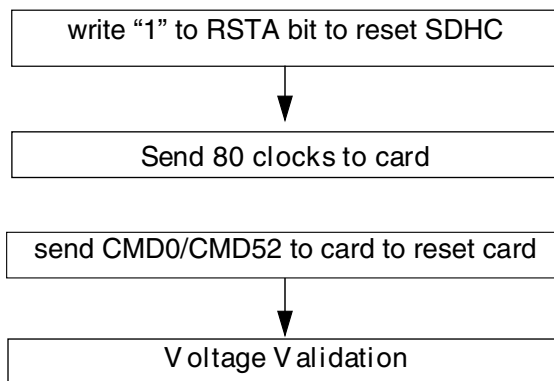 write “1” to RSTA bit to reset SDHC
Send 80 clocks to card
send CMD0/CMD52 to card to reset card
Voltage Validation